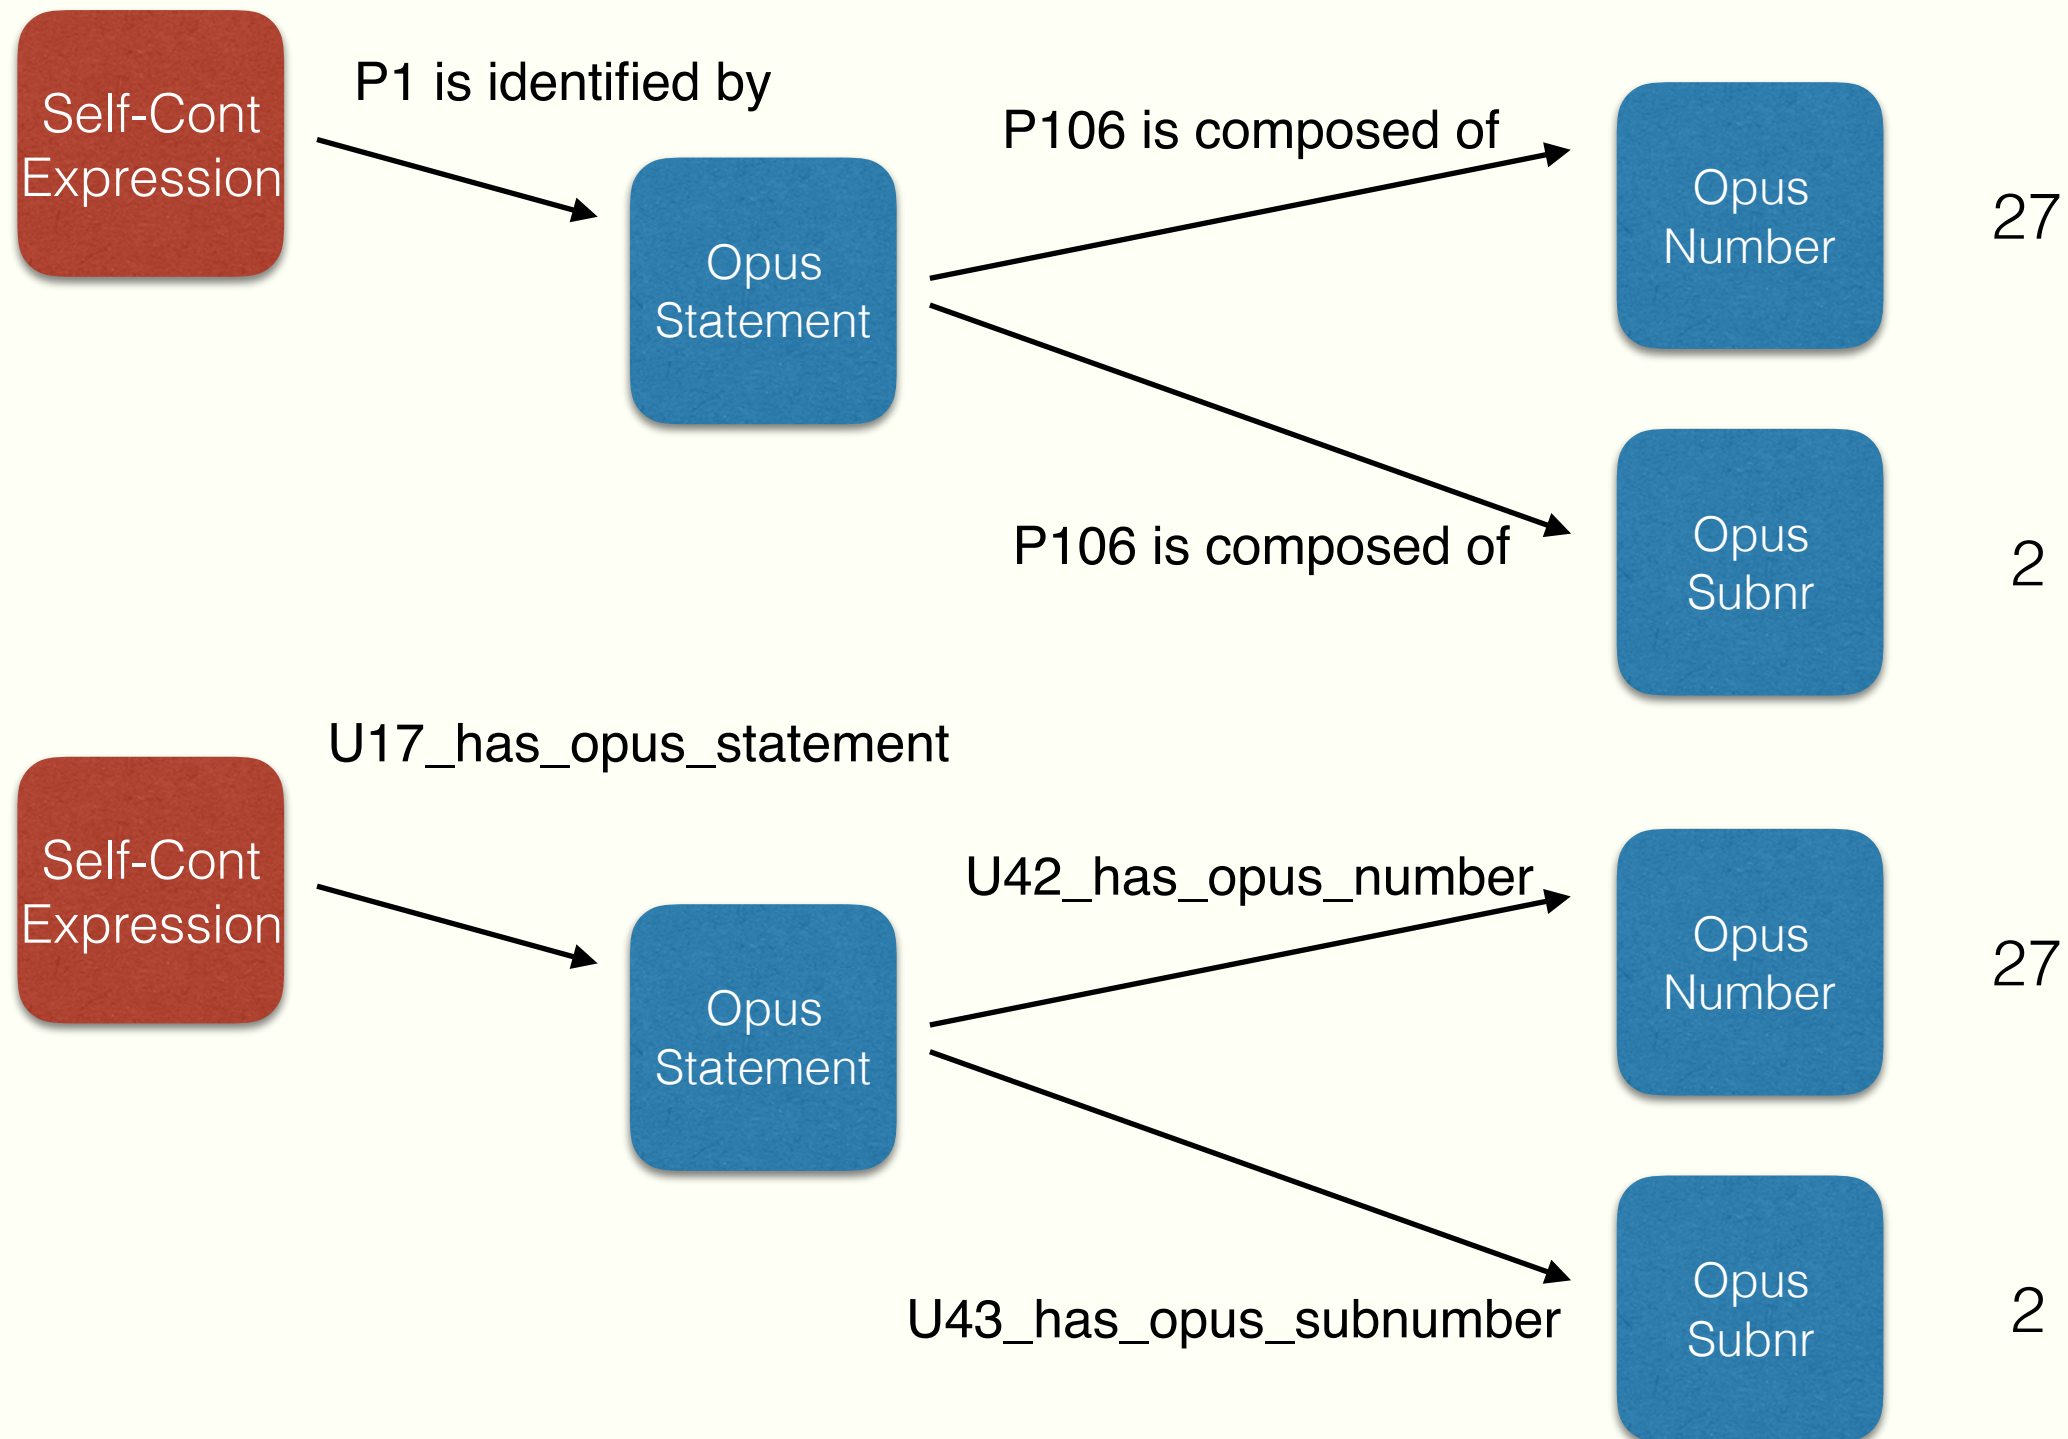 Self-Cont
Expression
P1 is identified by
Opus
Statement
P106 is composed of
Opus
Number
27
P106 is composed of
Opus
Subnr
2
U17_has_opus_statement
Self-Cont
Expression
Opus
Statement
U42_has_opus_number
Opus
Number
27
U43_has_opus_subnumber
Opus
Subnr
2